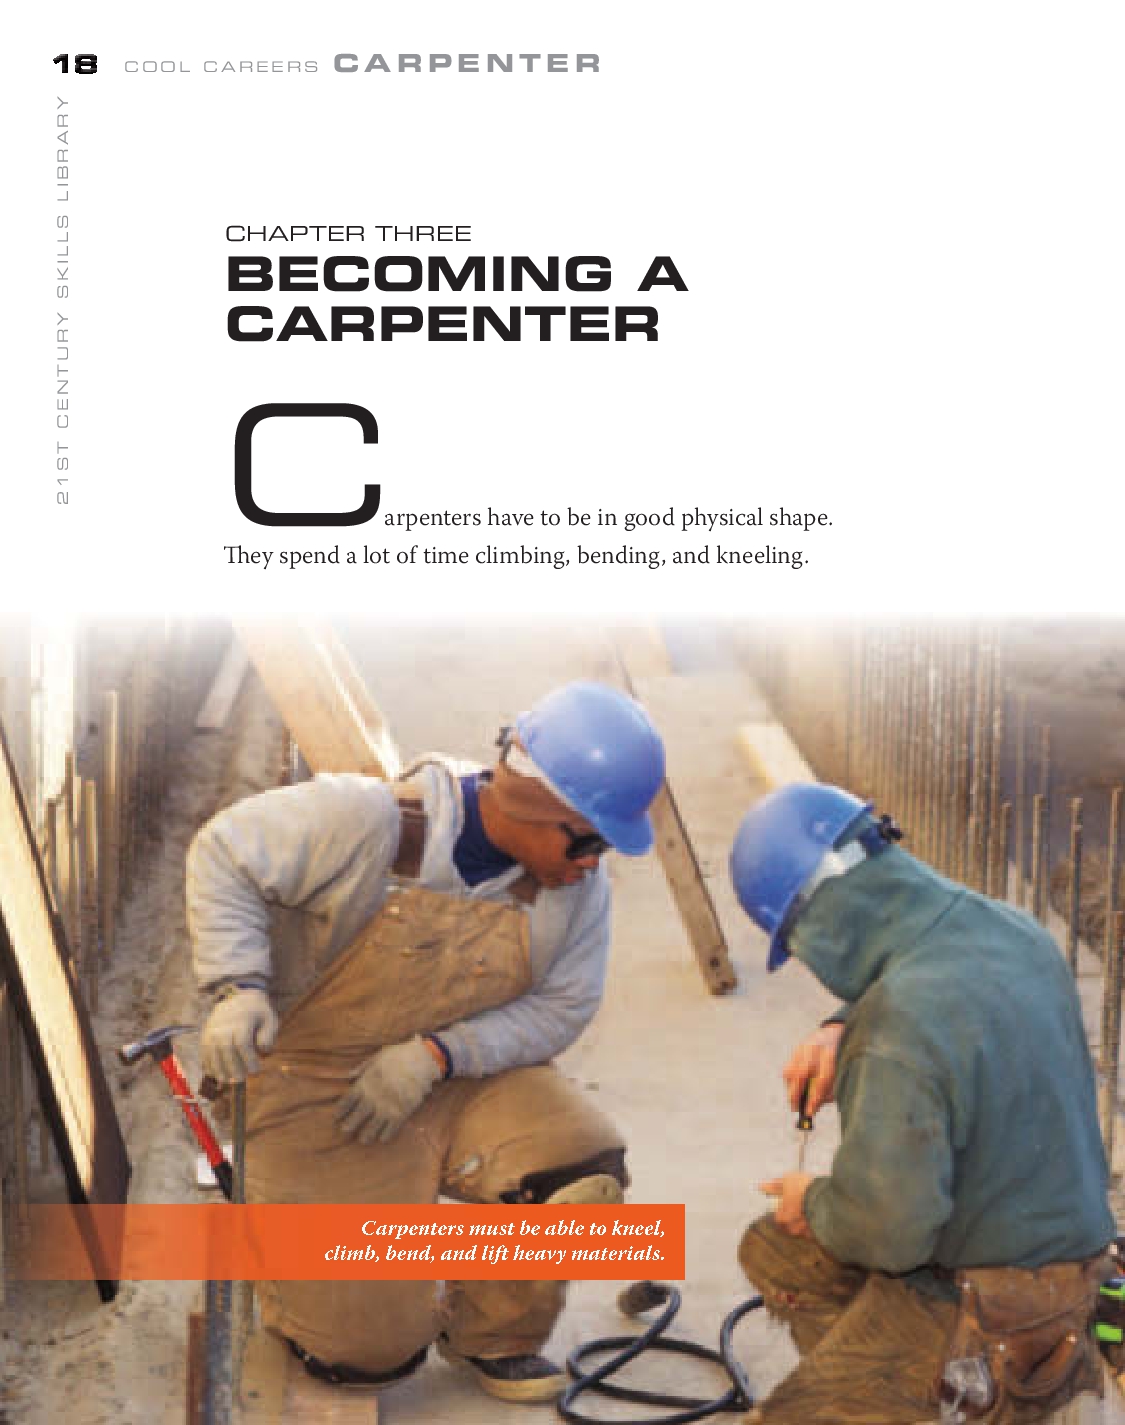 18 COOL CAREERS CARPENTER
21ST CENTURY SKILLS LIBRARY
CHAPTER THREE
BECOMING A
CARPENTER
Carpenters have to be in good physical shape.
They spend a lot of time climbing, bending, and kneeling.
Carpenters must be able to kneel,
climb, bend, and lift heavy materials.